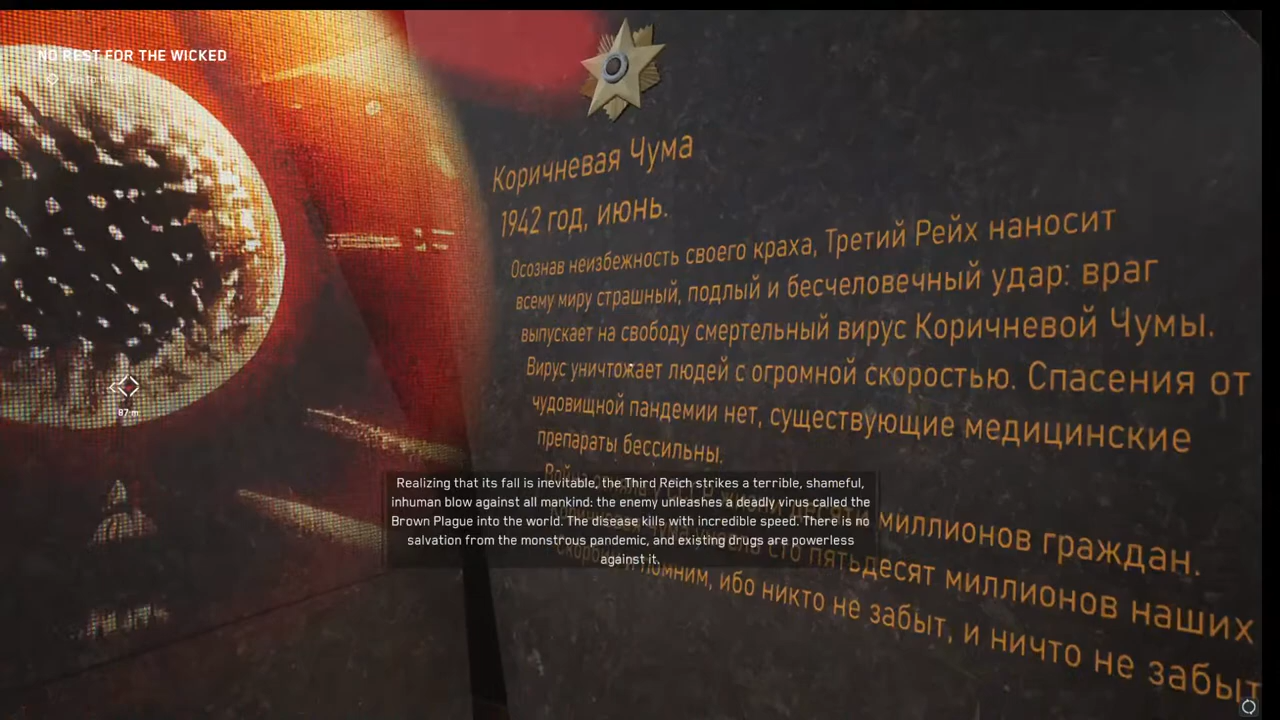 NO REST FOR THE WICKED
Коричневая Чума
1942 год, июнь.
Осознав неизбежность своего краха, Третий Рейх наносит
всему миру страшный, подлый и бесчеловечный удар: враг
выпускает на свободу смертельный вирус Коричневой Чумы.
Вирус уничтожает людей с огромной скоростью. Спасения от
чудовищной пандемии нет, существующие медицинские
препараты бессильны.
миллионов граждан.
сто пятьдесят миллионов наших
помним, ибо никто не забыт, и ничто не забыт
87 m
Realizing that its fall is inevitable, the Third Reich strikes a terrible, shameful,
inhuman blow against all mankind: the enemy unleashes a deadly virus called the
Brown Plague into the world. The disease kills with incredible speed. There is no
salvation from the monstrous pandemic, and existing drugs are powerless
against it.